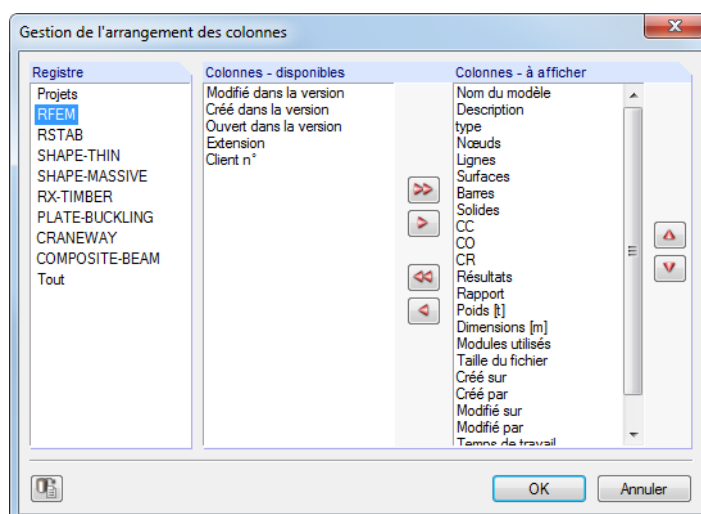 Gestion de l'arrangement des colonnes
Registre
Projets
RFEM
RSTAB
SHAPE-THIN
SHAPE-MASSIVE
RX-TIMBER
PLATE-BUCKLING
CRANEWAY
COMPOSITE-BEAM
Tout
Colonnes - disponibles
Modifié dans la version
Créé dans la version
Ouvert dans la version
Extension
Client n°
Colonnes - à afficher
Nom du modèle
Description
type
Nœuds
Lignes
Surfaces
Barres
Solides
CC
CO
CR
Résultats
Rapport
Poids [t]
Dimensions [m]
Modules utilisés
Taille du fichier
Créé sur
Créé par
Modifié sur
Modifié par
Temps de travail
OK
Annuler